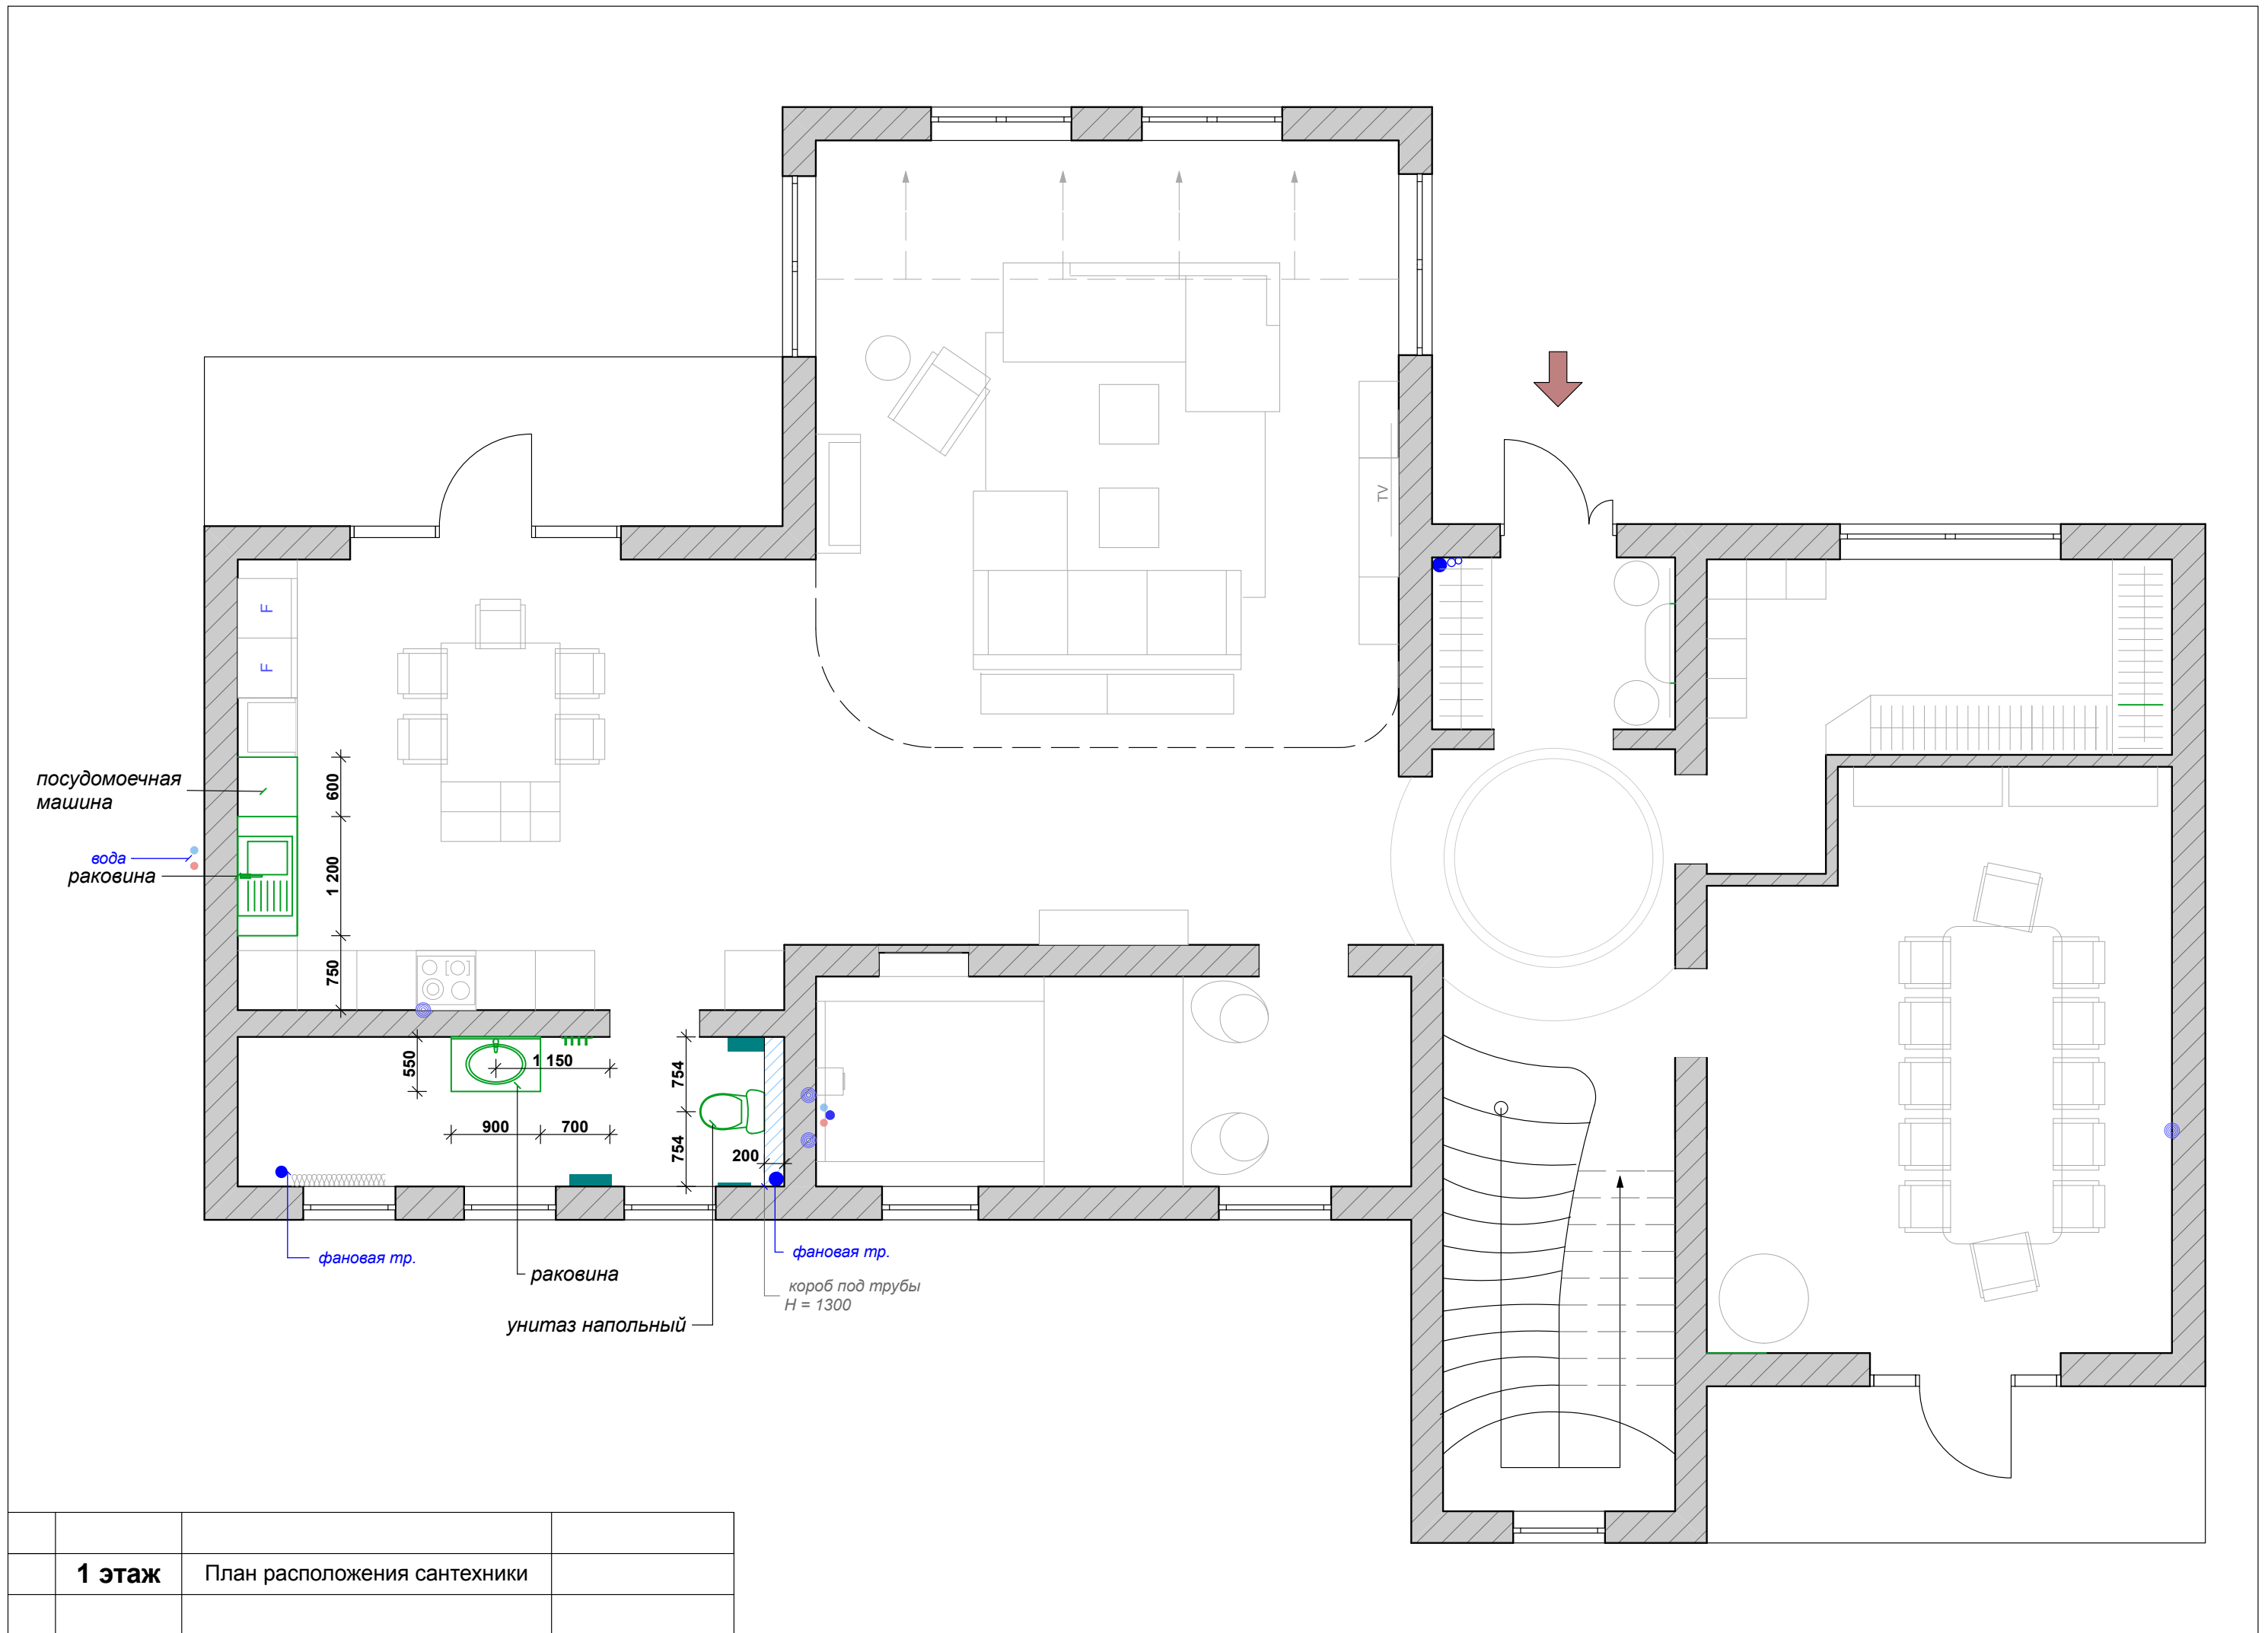 TV
F
F
посудомоечная
машина
600
вода
раковина
1 200
750
550
1 150
754
900
700
754
200
фановая тр.
фановая тр.
раковина
короб под трубы
H = 1300
унитаз напольный
1 этаж
План расположения сантехники